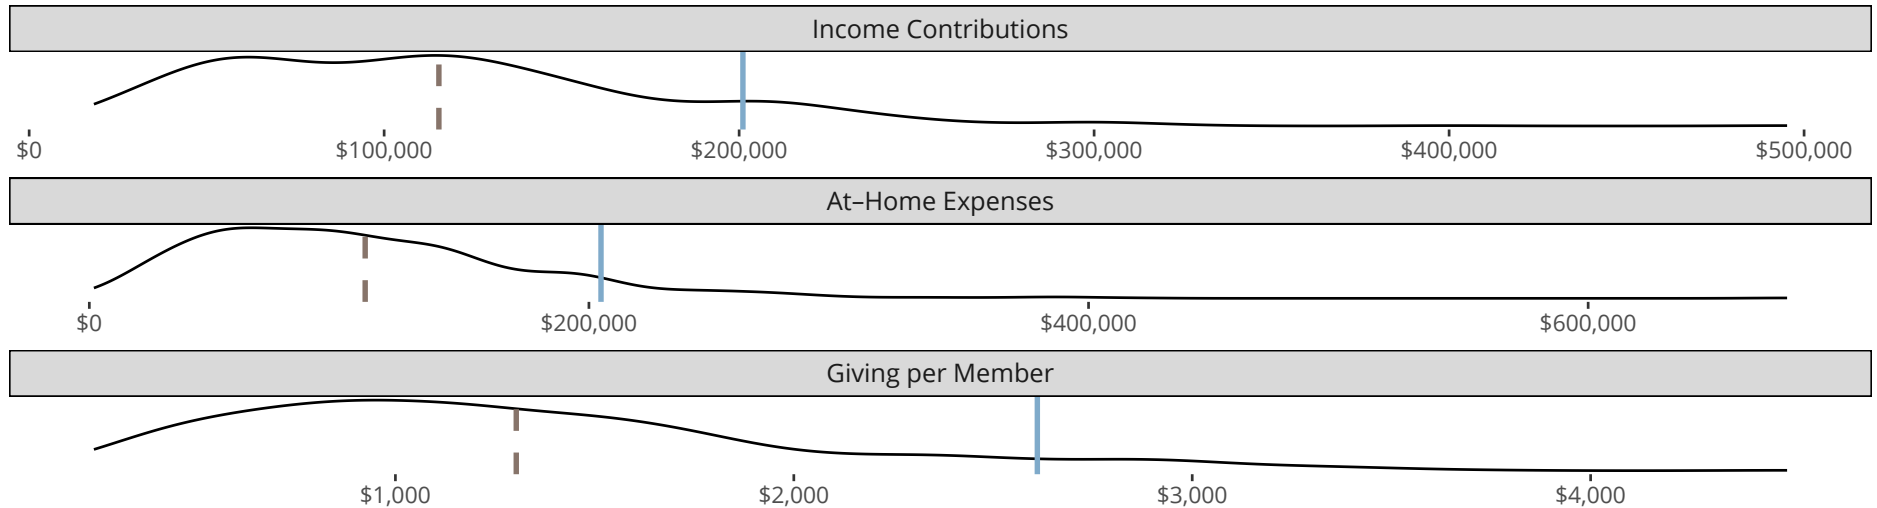 Income Contributions
$0 $100,000 $200,000 $300,000 $400,000 $500,000
At–Home Expenses
$0 $200,000 $400,000 $600,000
Giving per Member
$1,000 $2,000 $3,000 $4,000